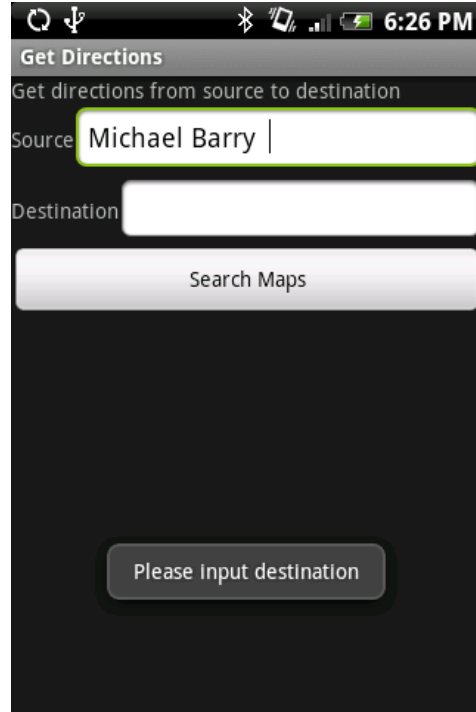 6:26 PM
Get Directions
Get directions from source to destination
Source Michael Barry
Destination
Search Maps
Please input destination